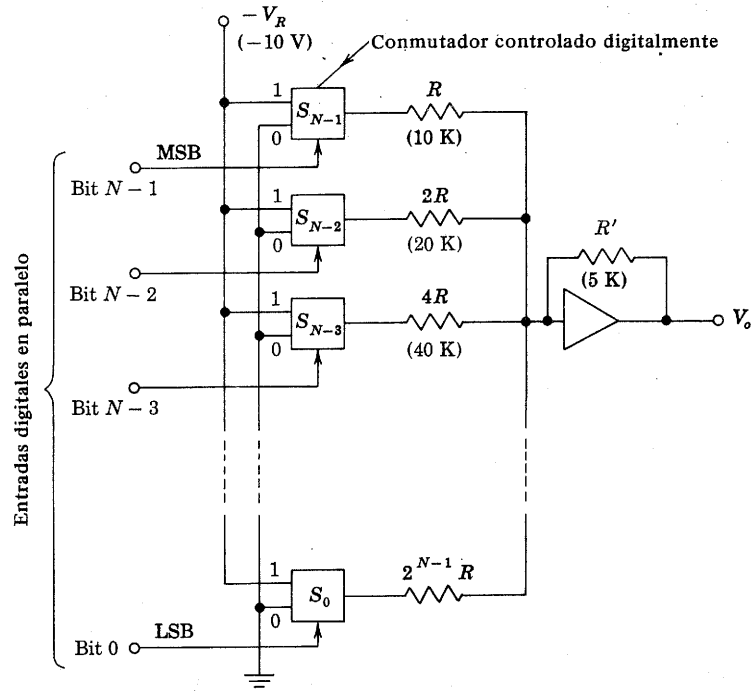 −V_R
(−10 V)
Conmutador controlado digitalmente
1
S_{N−1}
0
R
(10 K)
MSB
Bit N − 1
1
S_{N−2}
0
2R
(20 K)
Bit N − 2
R′
(5 K)
V_o
1
S_{N−3}
0
4R
(40 K)
Bit N − 3
Entradas digitales en paralelo
1
S_0
0
2^{N−1} R
LSB
Bit 0